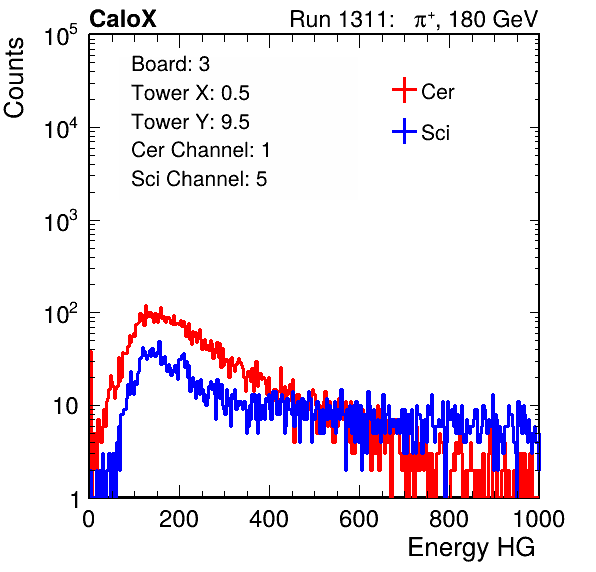 CaloX Run 1311: π⁺, 180 GeV
Counts
10⁵
10⁴
10³
10²
10
1
Board: 3
Tower X: 0.5
Tower Y: 9.5
Cer Channel: 1
Sci Channel: 5
Cer
Sci
0 200 400 600 800 1000
Energy HG